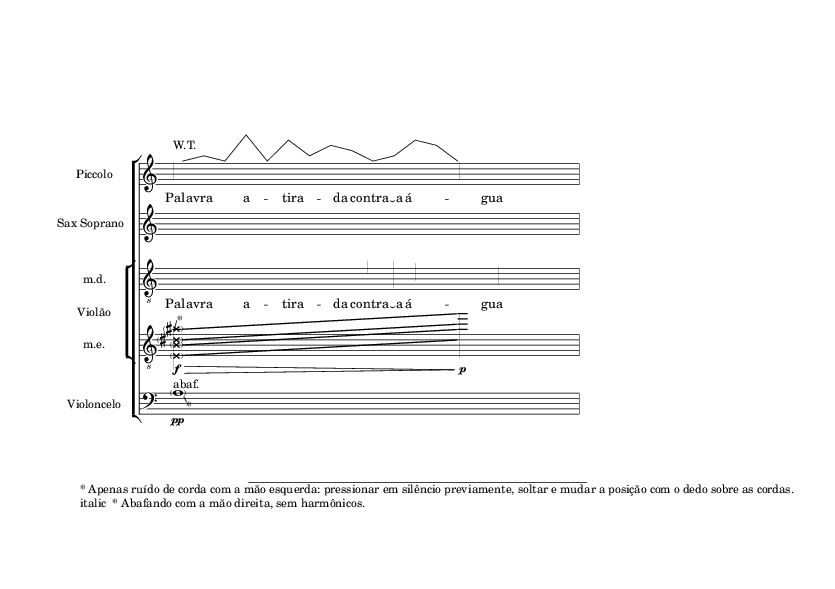 W.T.
Piccolo
Palavra a - tira - da contra‿a á - gua
Sax Soprano
m.d.
8
Palavra a - tira - da contra‿a á - gua
Violão
*
m.e.
8
f p
abaf.
Violoncelo
*
pp
* Apenas ruído de corda com a mão esquerda: pressionar em silêncio previamente, soltar e mudar a posição com o dedo sobre as cordas.
italic * Abafando com a mão direita, sem harmônicos.